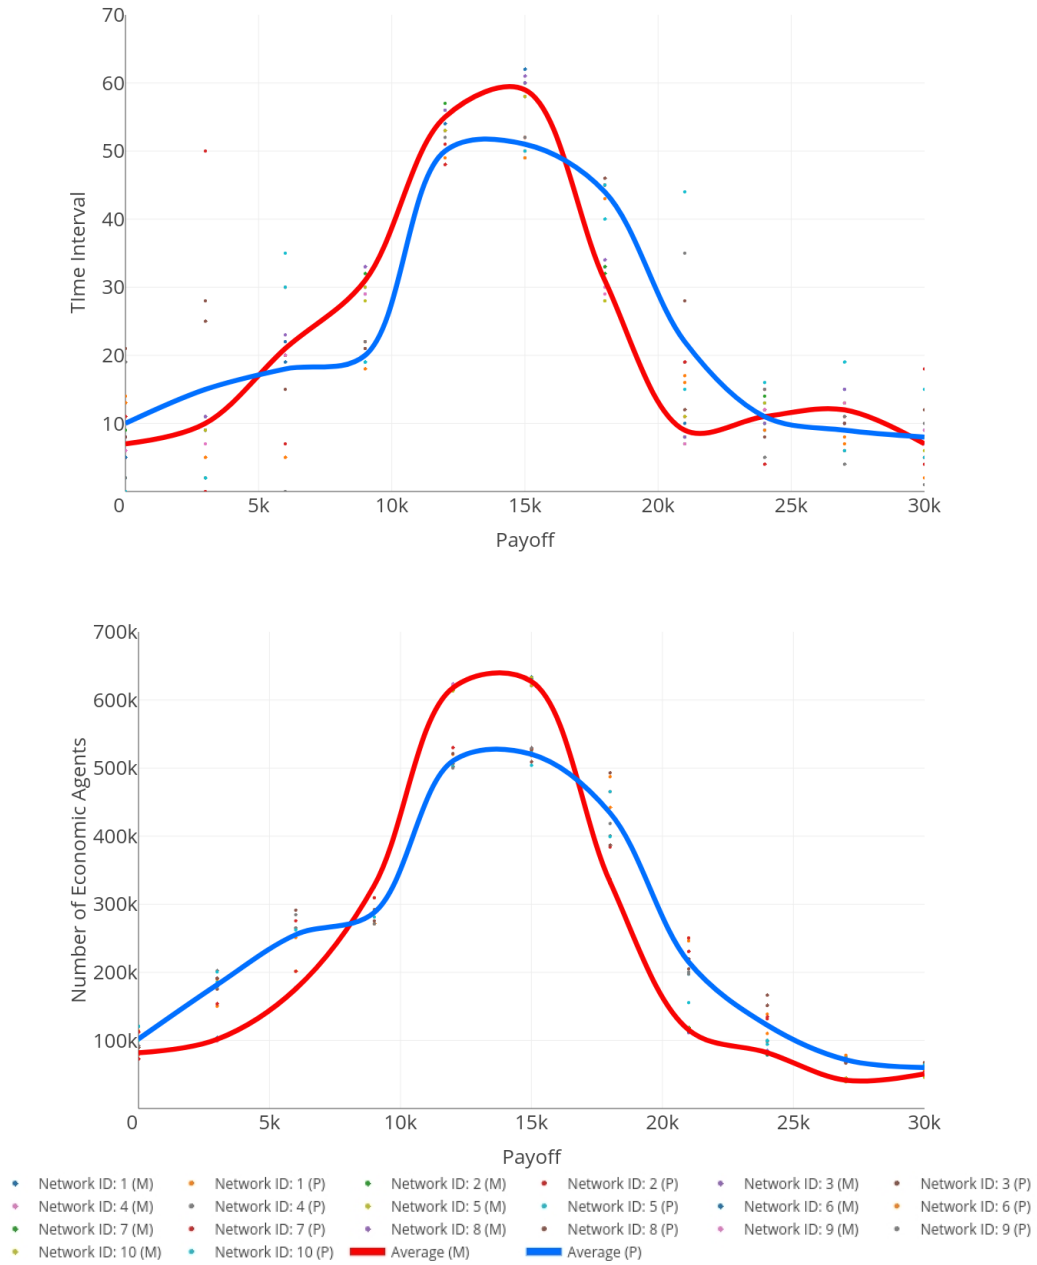 70
60
50
40
30
20
10
TIme Interval
0 5k 10k 15k 20k 25k 30k
Payoff
700k
600k
500k
400k
300k
200k
100k
Number of Economic Agents
0 5k 10k 15k 20k 25k 30k
Payoff
Network ID: 1 (M) Network ID: 1 (P) Network ID: 2 (M) Network ID: 2 (P) Network ID: 3 (M) Network ID: 3 (P)
Network ID: 4 (M) Network ID: 4 (P) Network ID: 5 (M) Network ID: 5 (P) Network ID: 6 (M) Network ID: 6 (P)
Network ID: 7 (M) Network ID: 7 (P) Network ID: 8 (M) Network ID: 8 (P) Network ID: 9 (M) Network ID: 9 (P)
Network ID: 10 (M) Network ID: 10 (P) Average (M) Average (P)